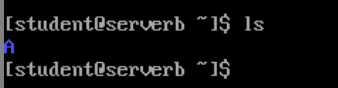 [student@serverb ~]$ ls
A
[student@serverb ~]$